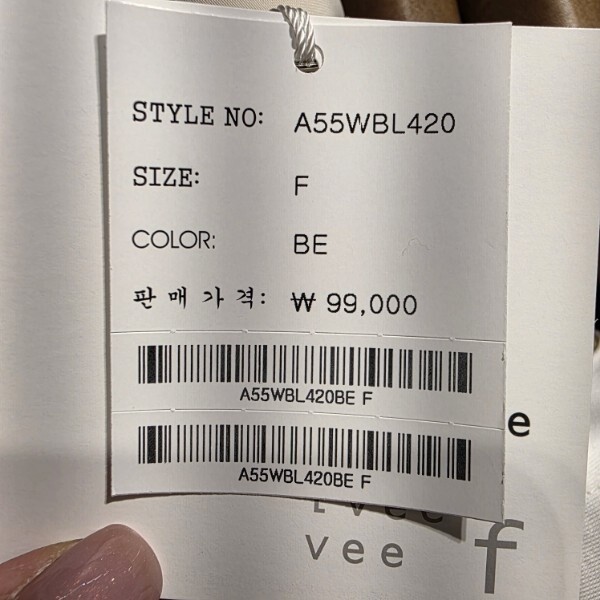 STYLE NO: A55WBL420
SIZE: F
COLOR: BE
판매가격: ₩ 99,000
A55WBL420BE F
A55WBL420BE F
e
vee
f